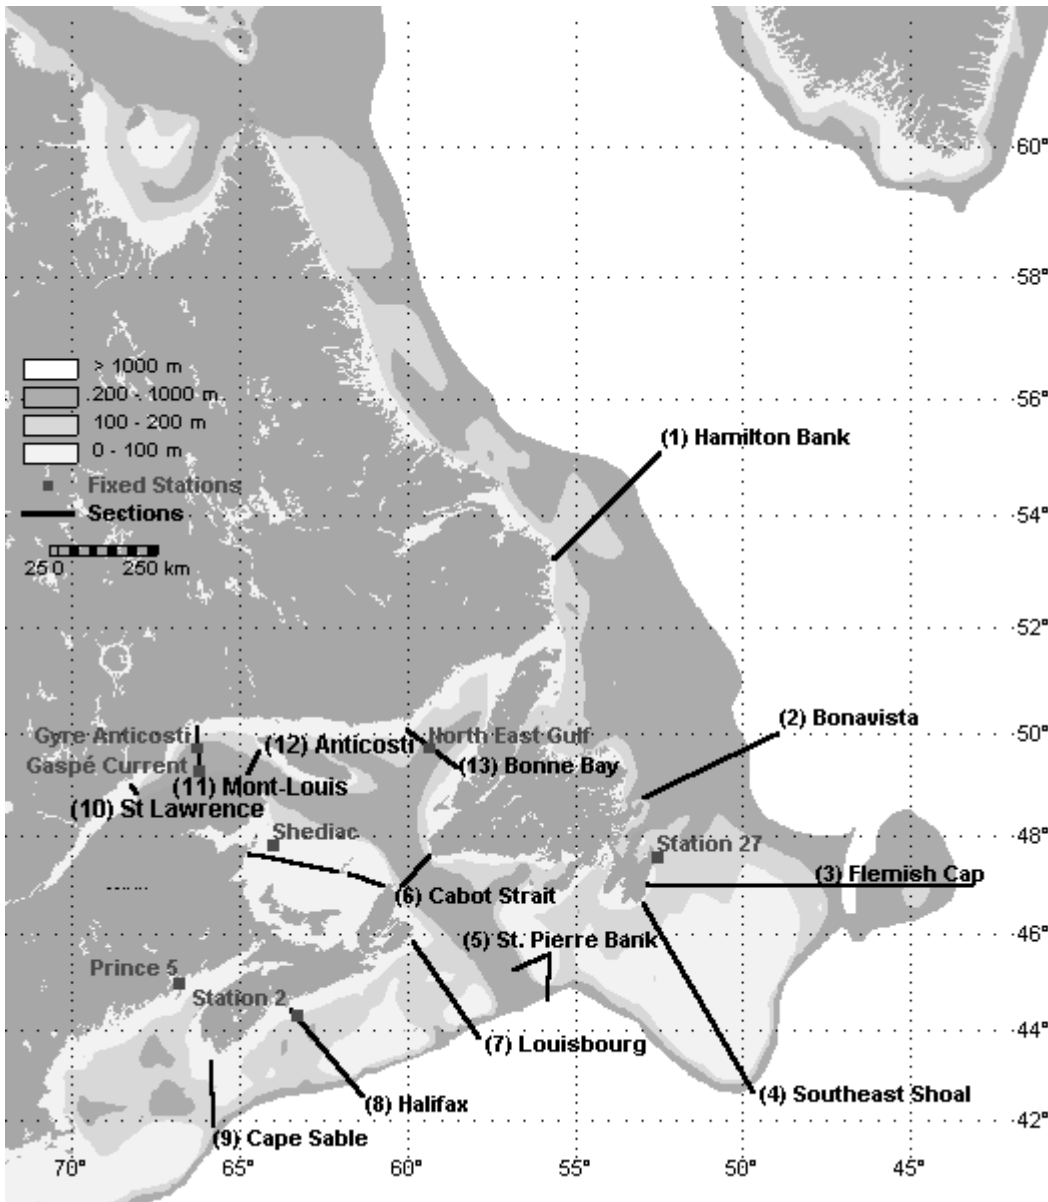 60°
58°
> 1000 m
200 - 1000 m
56°
100 - 200 m
0 - 100 m
(1) Hamilton Bank
Fixed Stations
Sections
54°
25 0 250 km
52°
(2) Bonavista
Gyre Anticosti
North East Gulf
50°
(12) Anticosti
Gaspé Current
(13) Bonne Bay
(11) Mont-Louis
(10) St Lawrence
Shediac
Station 27
48°
(3) Flemish Cap
(6) Cabot Strait
(5) St. Pierre Bank
46°
Prince 5
Station 2
44°
(7) Louisbourg
(4) Southeast Shoal
(8) Halifax
42°
(9) Cape Sable
70° 65° 60° 55° 50° 45°